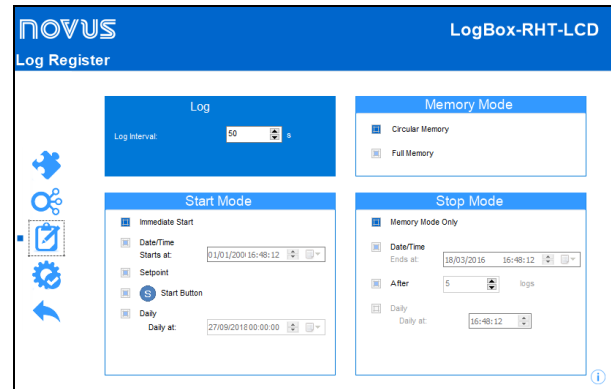 novus
LogBox-RHT-LCD
Log Register
Log
Log Interval:
50
s
Memory Mode
Circular Memory
Full Memory
Start Mode
Immediate Start
Date/Time
Starts at:
01/01/200 16:48:12
Setpoint
S
Start Button
Daily
Daily at:
27/09/2018 00:00:00
Stop Mode
Memory Mode Only
Date/Time
Ends at:
18/03/2016 16:48:12
After
5
logs
Daily
Daily at:
16:48:12
i